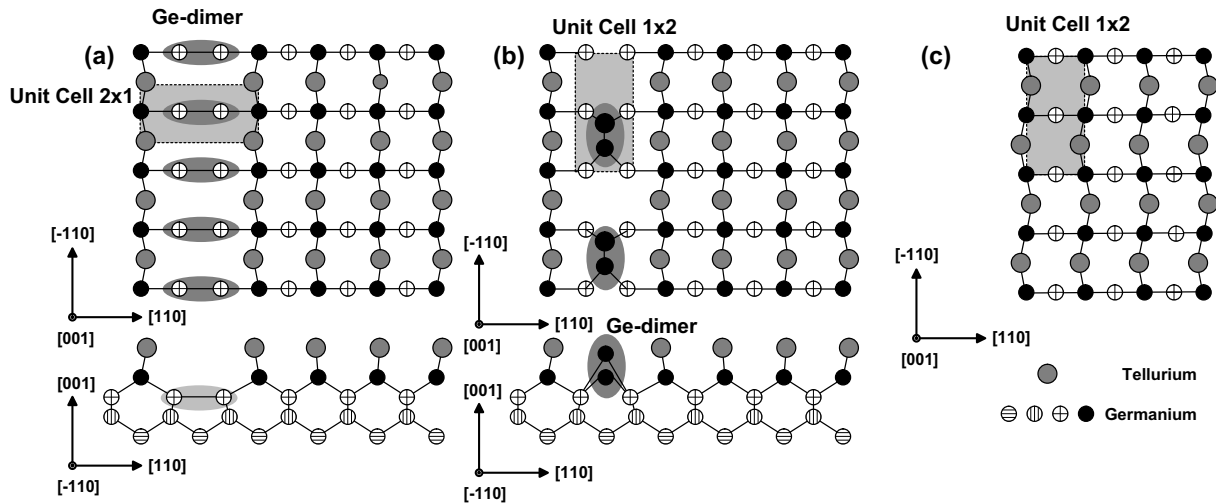 Ge-dimer
(a)
Unit Cell 2x1
[-110]
[110]
[001]
[001]
[110]
[-110]
(b)
Unit Cell 1x2
[-110]
[110]
[001]
Ge-dimer
[001]
[110]
[-110]
Unit Cell 1x2
(c)
[-110]
[110]
[001]
Tellurium
Germanium